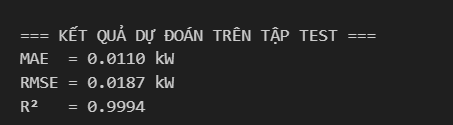 === KẾT QUẢ DỰ ĐOÁN TRÊN TẬP TEST ===
MAE  = 0.0110 kW
RMSE = 0.0187 kW
R²   = 0.9994